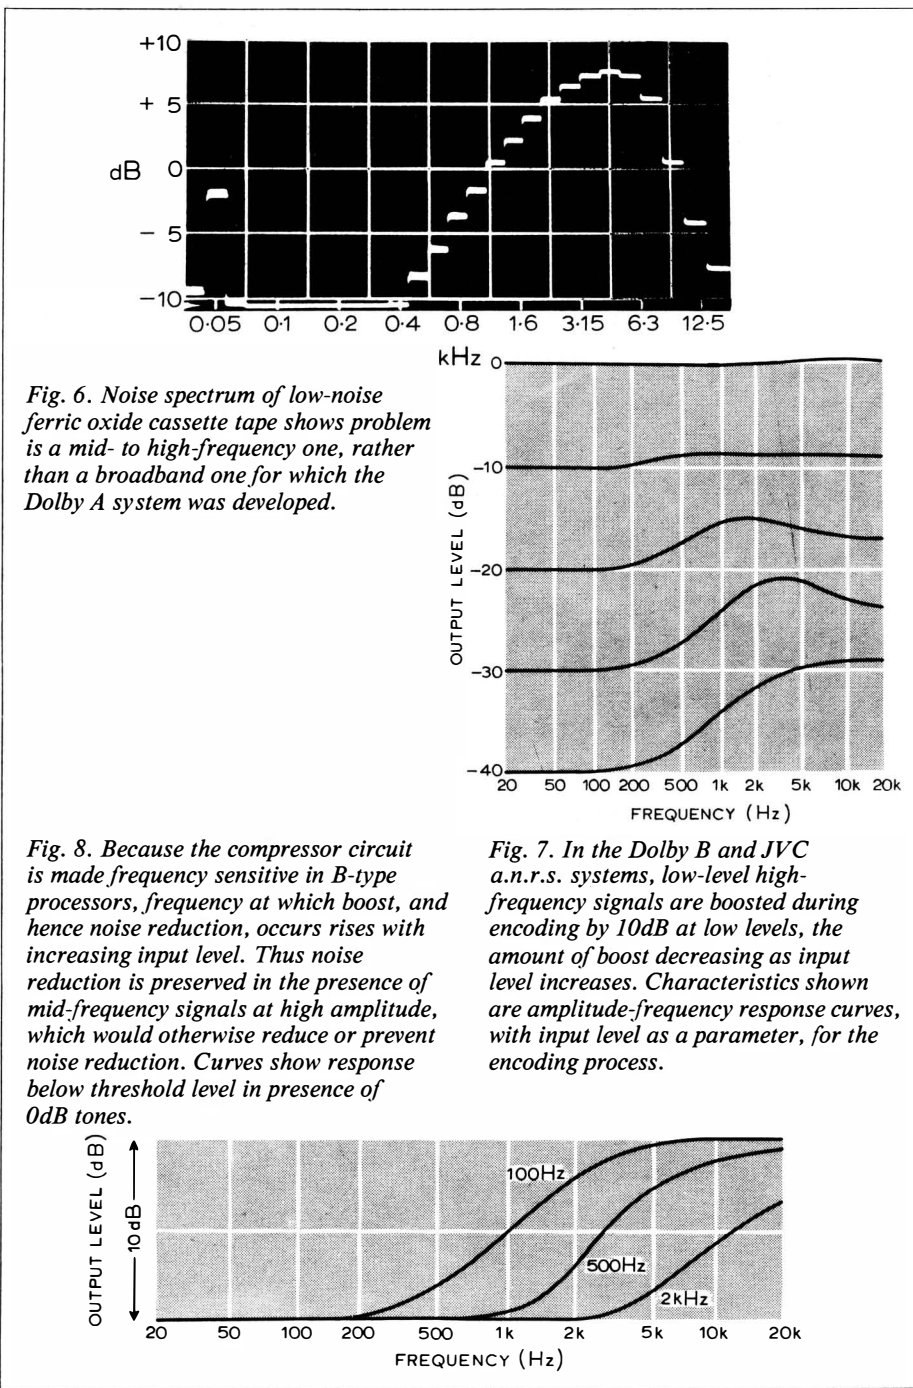 +10
+ 5
dB 0
− 5
−10
0·05 0·1 0·2 0·4 0·8 1·6 3·15 6·3 12·5
kHz
Fig. 6. Noise spectrum of low-noise
ferric oxide cassette tape shows problem
is a mid- to high-frequency one, rather
than a broadband one for which the
Dolby A system was developed.
0
−10
−20
−30
−40
OUTPUT LEVEL (dB)
20 50 100 200 500 1k 2k 5k 10k 20k
FREQUENCY (Hz)
Fig. 8. Because the compressor circuit
is made frequency sensitive in B-type
processors, frequency at which boost, and
hence noise reduction, occurs rises with
increasing input level. Thus noise
reduction is preserved in the presence of
mid-frequency signals at high amplitude,
which would otherwise reduce or prevent
noise reduction. Curves show response
below threshold level in presence of
0dB tones.
Fig. 7. In the Dolby B and JVC
a.n.r.s. systems, low-level high-
frequency signals are boosted during
encoding by 10dB at low levels, the
amount of boost decreasing as input
level increases. Characteristics shown
are amplitude-frequency response curves,
with input level as a parameter, for the
encoding process.
OUTPUT LEVEL (dB)
10dB
100Hz
500Hz
2kHz
20 50 100 200 500 1k 2k 5k 10k 20k
FREQUENCY (Hz)